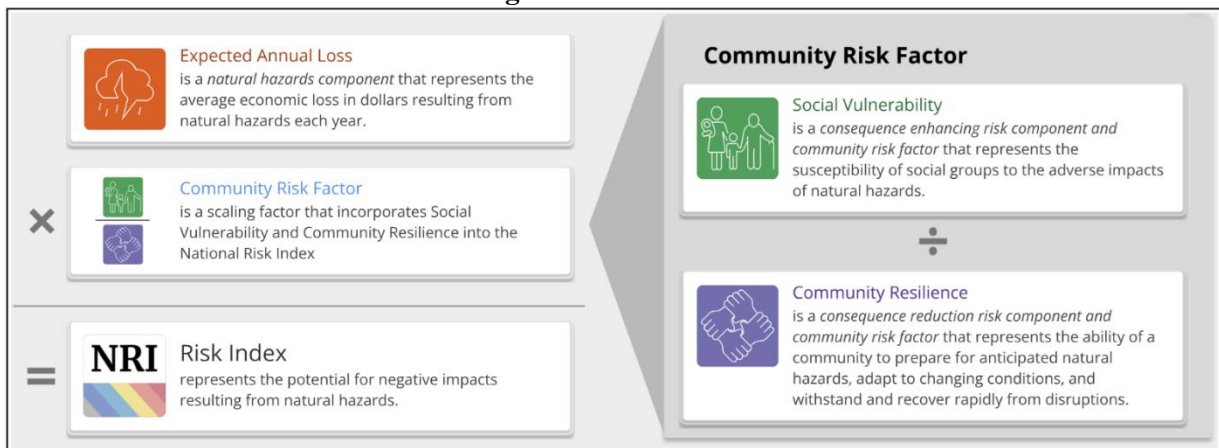 Expected Annual Loss
is a natural hazards component that represents the
average economic loss in dollars resulting from
natural hazards each year.
×
Community Risk Factor
is a scaling factor that incorporates Social
Vulnerability and Community Resilience into the
National Risk Index
=
NRI
Risk Index
represents the potential for negative impacts
resulting from natural hazards.
Community Risk Factor
Social Vulnerability
is a consequence enhancing risk component and
community risk factor that represents the
susceptibility of social groups to the adverse impacts
of natural hazards.
÷
Community Resilience
is a consequence reduction risk component and
community risk factor that represents the ability of a
community to prepare for anticipated natural
hazards, adapt to changing conditions, and
withstand and recover rapidly from disruptions.